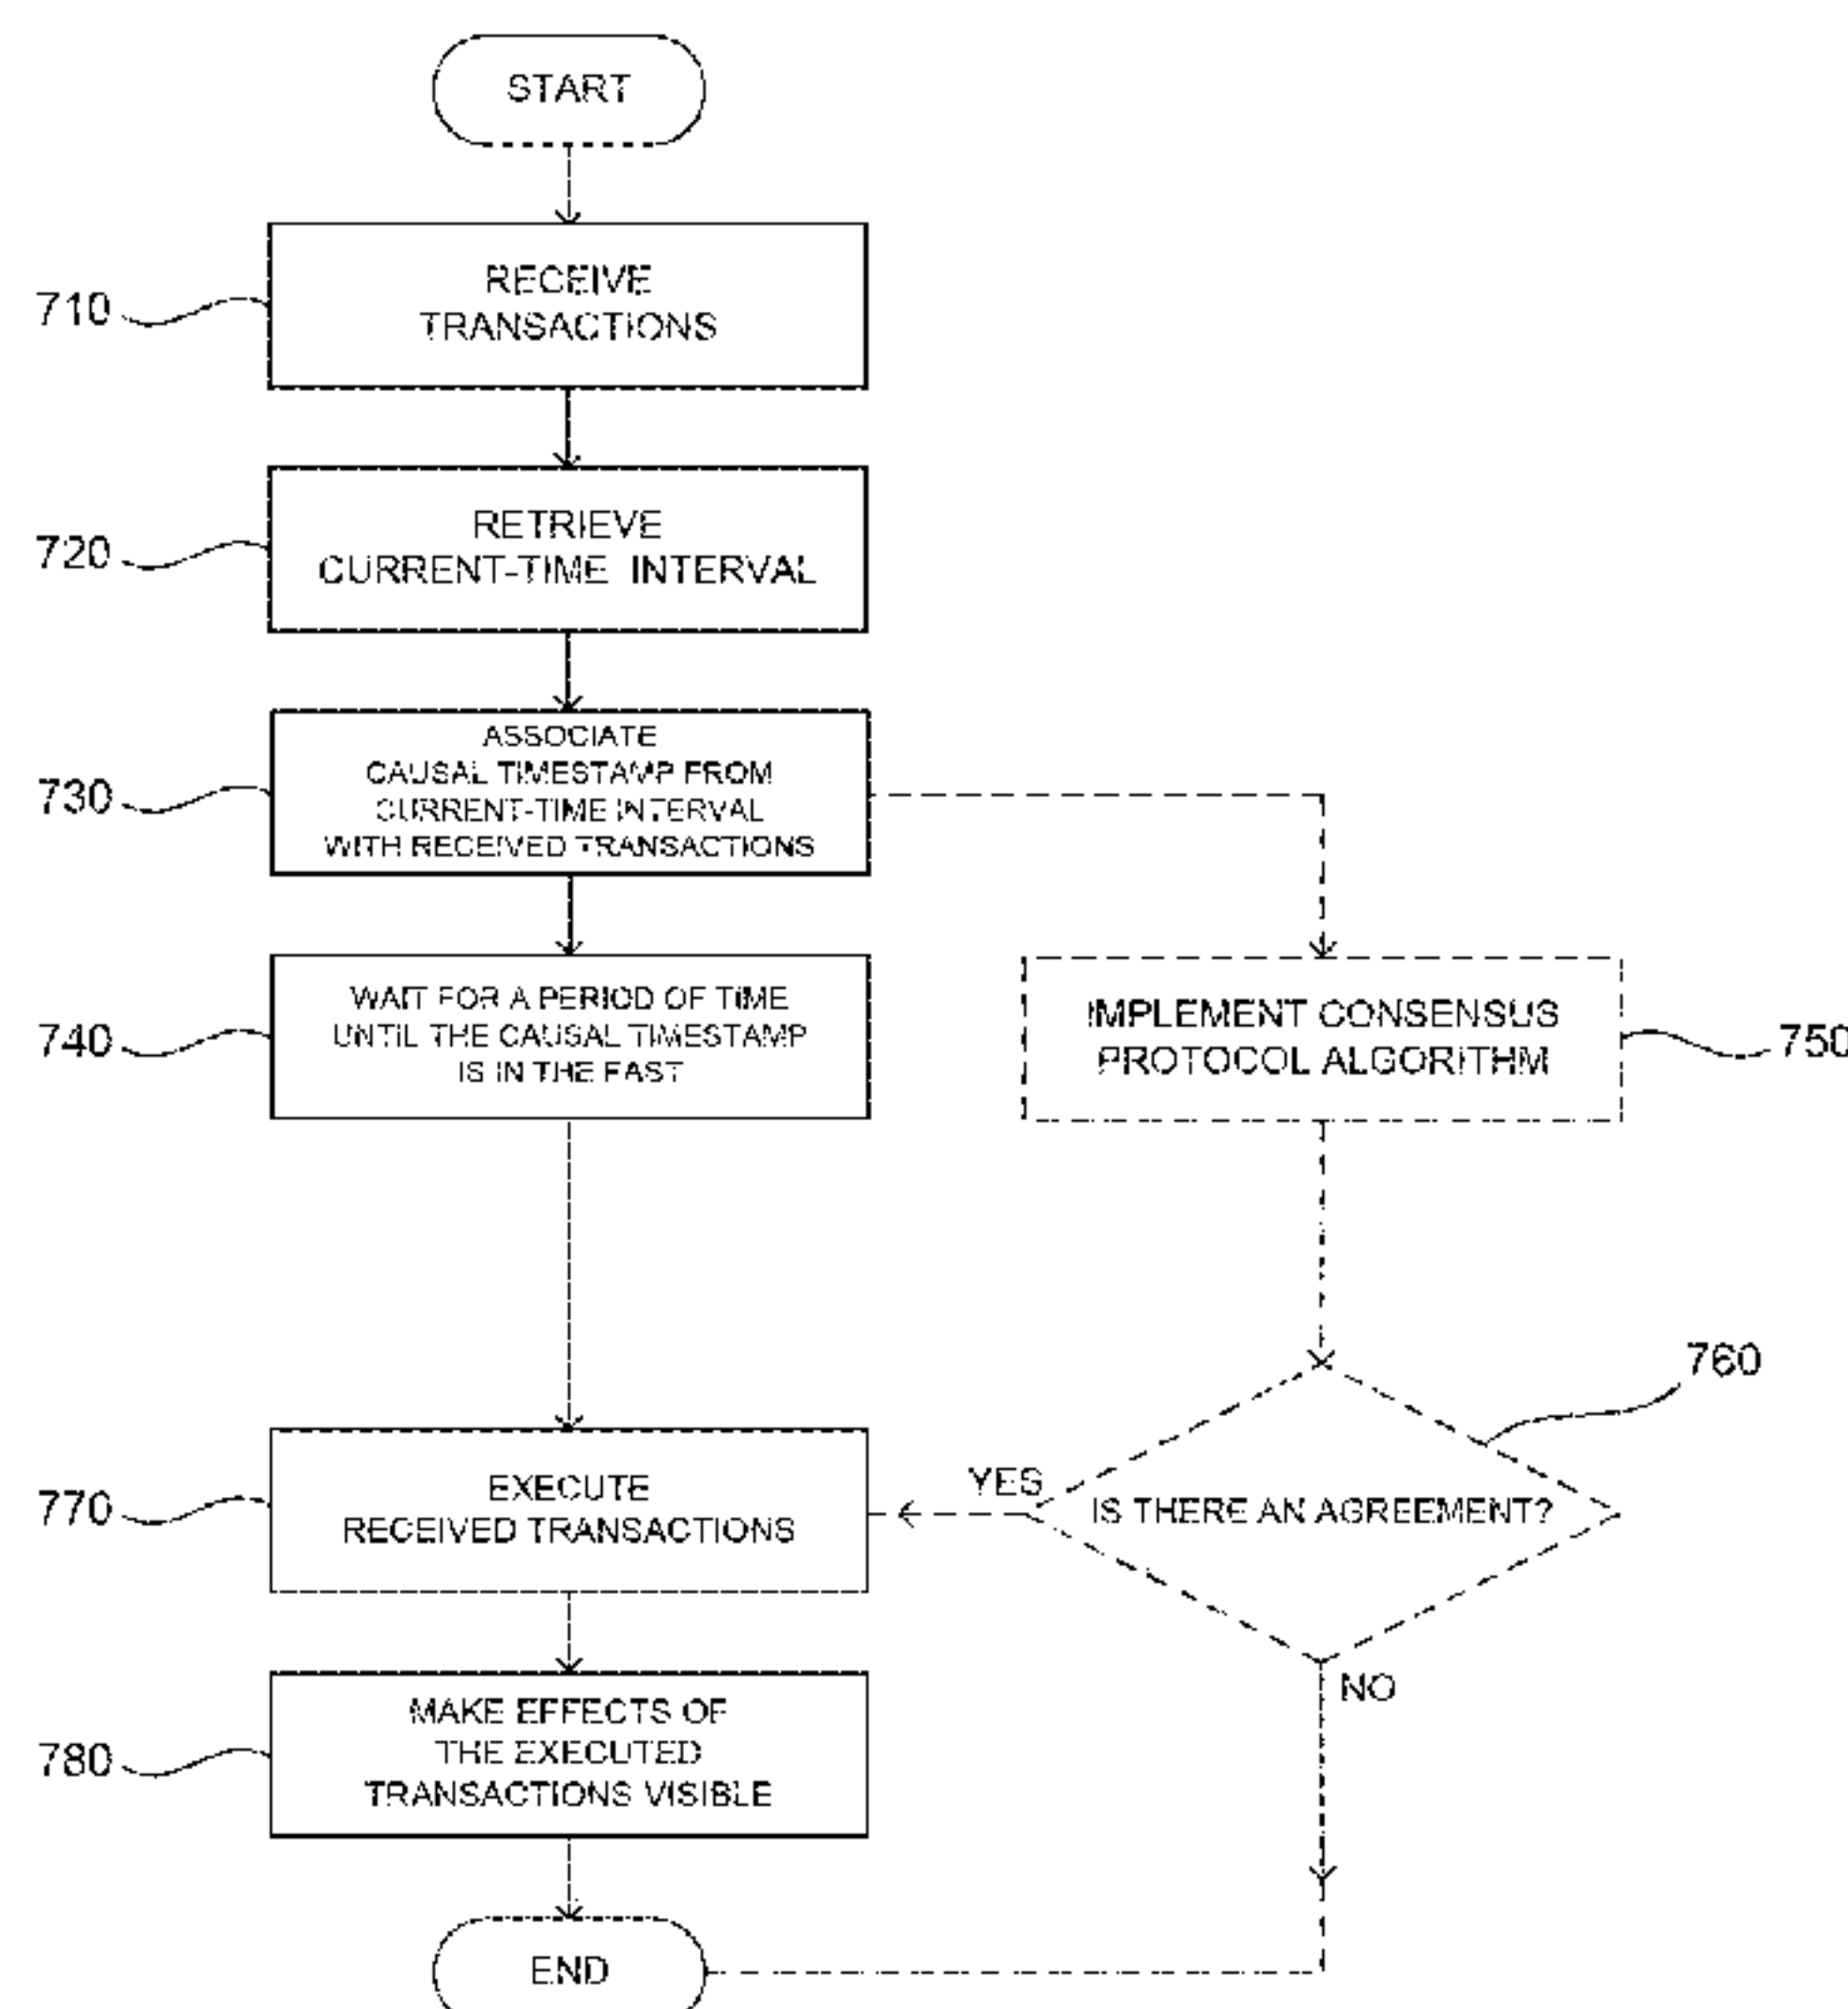 START
710
RECEIVE
TRANSACTIONS
720
RETRIEVE
CURRENT-TIME INTERVAL
730
ASSOCIATE
CAUSAL TIMESTAMP FROM
CURRENT-TIME INTERVAL
WITH RECEIVED TRANSACTIONS
740
WAIT FOR A PERIOD OF TIME
UNTIL THE CAUSAL TIMESTAMP
IS IN THE PAST
IMPLEMENT CONSENSUS
PROTOCOL ALGORITHM
750
760
770
EXECUTE
RECEIVED TRANSACTIONS
YES
IS THERE AN AGREEMENT?
NO
780
MAKE EFFECTS OF
THE EXECUTED
TRANSACTIONS VISIBLE
END